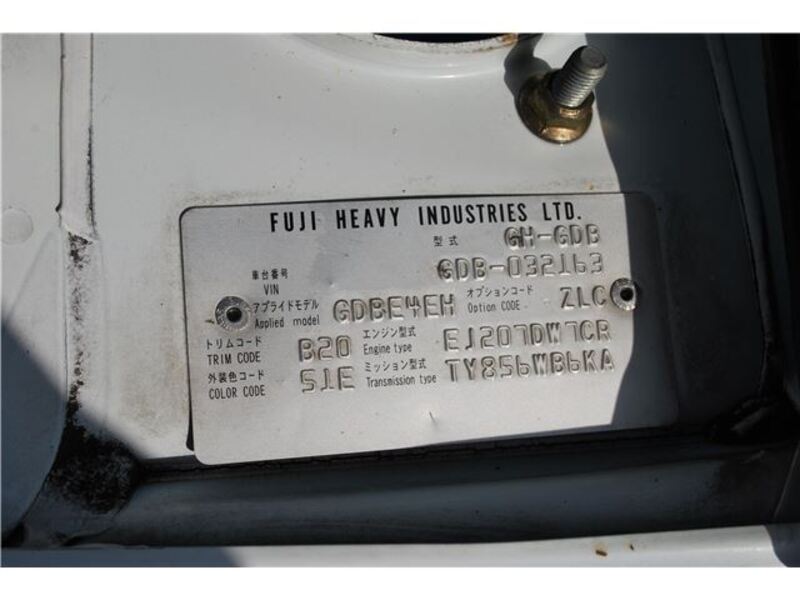 FUJI HEAVY INDUSTRIES LTD.
型式 GH-GDB
車台番号 VIN GDB-032163
アプライドモデル Applied model GDBE4EH オプションコード Option CODE ZLC
トリムコード TRIM CODE B20 エンジン型式 Engine type EJ207DW7CR
外装色コード COLOR CODE 51E ミッション型式 Transmission type TY856WB6KA